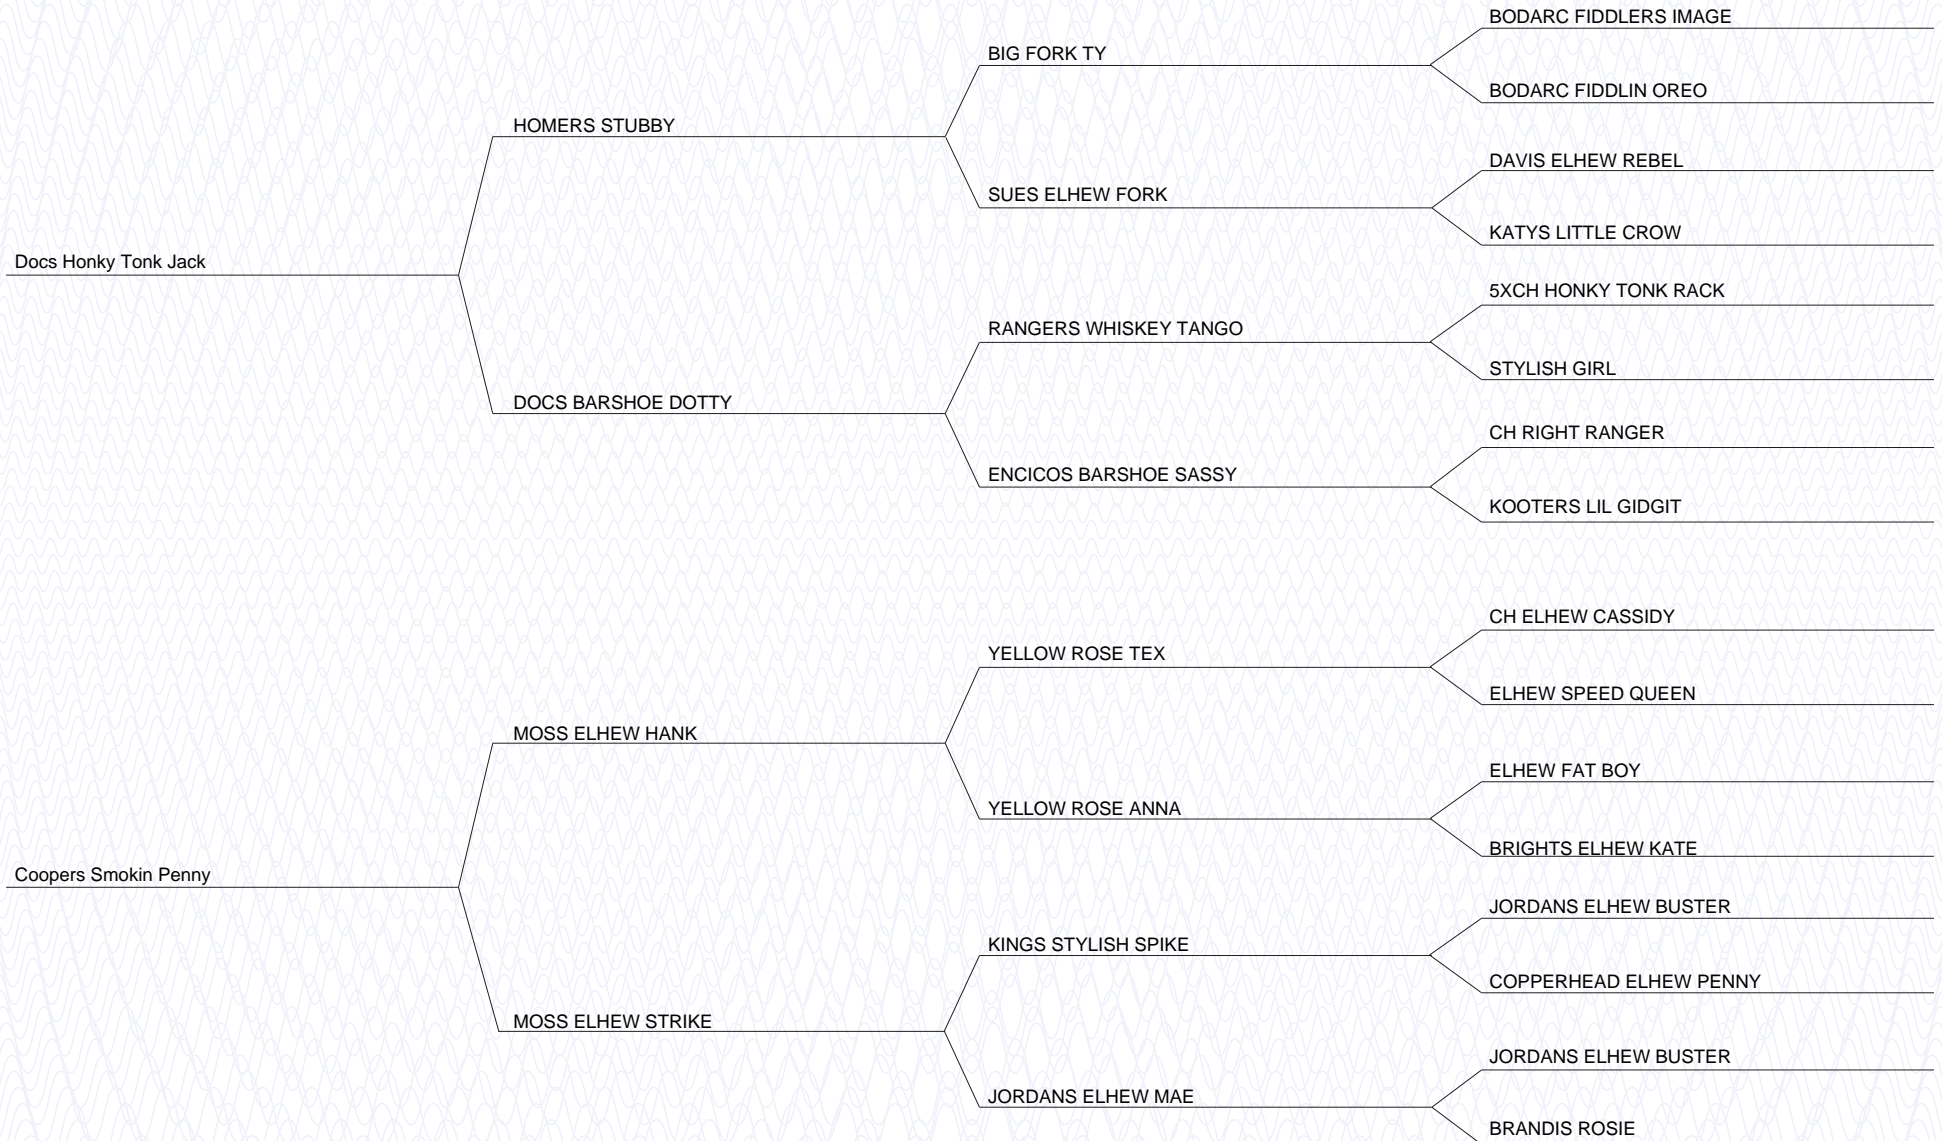 BODARC FIDDLERS IMAGE
BIG FORK TY
BODARC FIDDLIN OREO
HOMERS STUBBY
DAVIS ELHEW REBEL
SUES ELHEW FORK
KATYS LITTLE CROW
Docs Honky Tonk Jack
5XCH HONKY TONK RACK
RANGERS WHISKEY TANGO
STYLISH GIRL
DOCS BARSHOE DOTTY
CH RIGHT RANGER
ENCICOS BARSHOE SASSY
KOOTERS LIL GIDGIT
CH ELHEW CASSIDY
YELLOW ROSE TEX
ELHEW SPEED QUEEN
MOSS ELHEW HANK
ELHEW FAT BOY
YELLOW ROSE ANNA
BRIGHTS ELHEW KATE
Coopers Smokin Penny
JORDANS ELHEW BUSTER
KINGS STYLISH SPIKE
COPPERHEAD ELHEW PENNY
MOSS ELHEW STRIKE
JORDANS ELHEW BUSTER
JORDANS ELHEW MAE
BRANDIS ROSIE